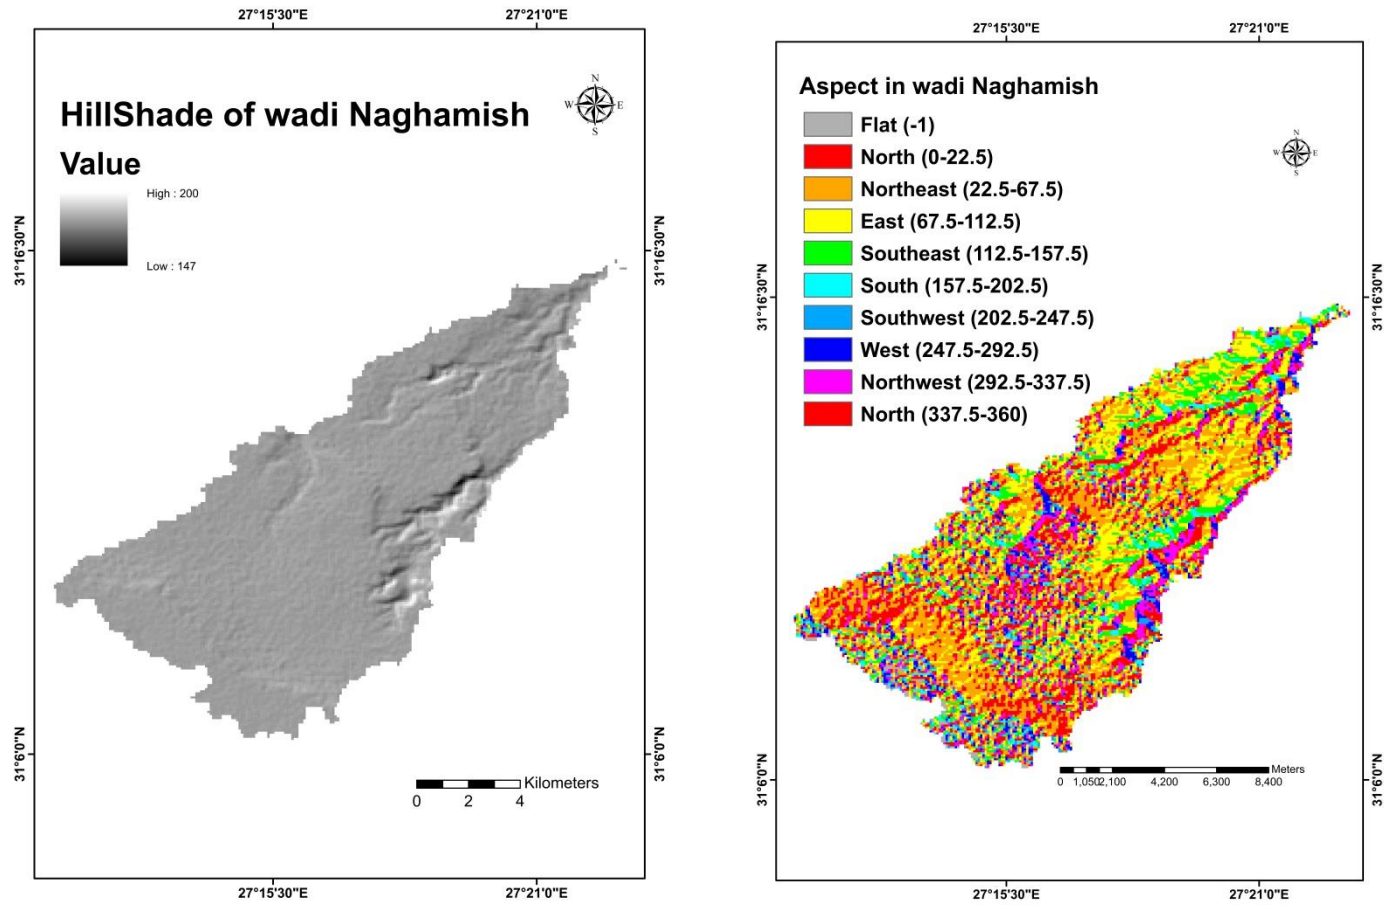 27°15'30"E 27°21'0"E
N
W E
S
HillShade of wadi Naghamish
Value
High : 200
Low : 147
31°16'30"N 31°16'30"N
31°6'0"N 31°6'0"N
Kilometers
0 2 4
27°15'30"E 27°21'0"E
27°15'30"E 27°21'0"E
Aspect in wadi Naghamish
N
W E
S
Flat (-1)
North (0-22.5)
Northeast (22.5-67.5)
East (67.5-112.5)
Southeast (112.5-157.5)
South (157.5-202.5)
Southwest (202.5-247.5)
West (247.5-292.5)
Northwest (292.5-337.5)
North (337.5-360)
31°16'30"N 31°16'30"N
31°6'0"N 31°6'0"N
Meters
0 1,050 2,100 4,200 6,300 8,400
27°15'30"E 27°21'0"E